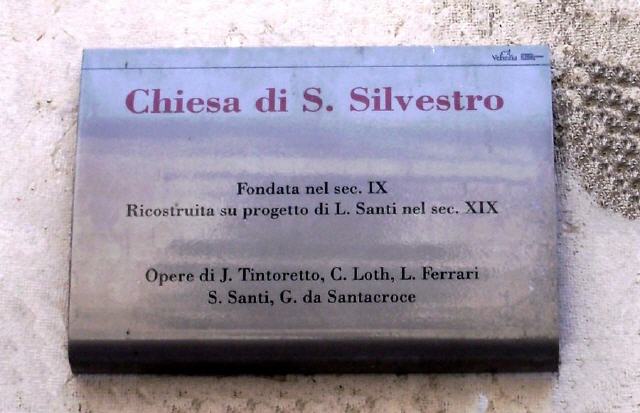 Venezia
Chiesa di S. Silvestro
Fondata nel sec. IX
Ricostruita su progetto di L. Santi nel sec. XIX
Opere di J. Tintoretto, C. Loth, L. Ferrari
S. Santi, G. da Santacroce